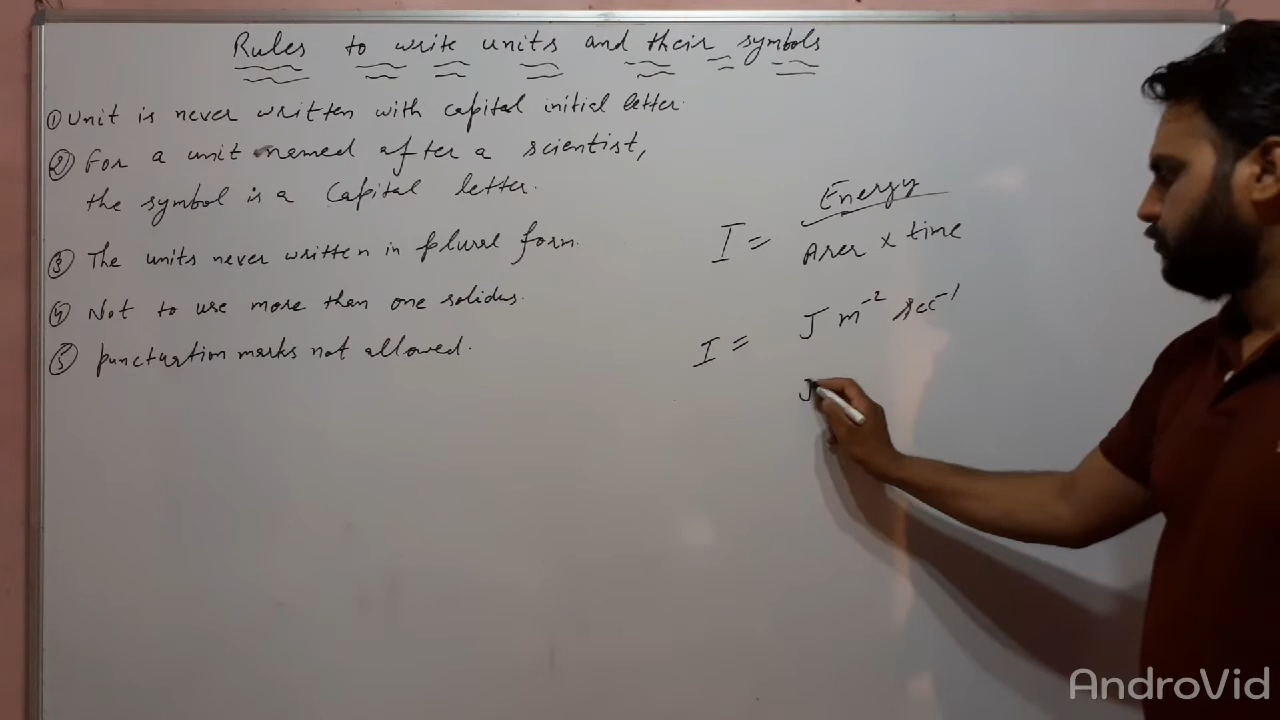 Rules to write units and their symbols
① Unit is never written with capital initial letter.
② For a unit named after a scientist,
the symbol is a Capital letter.
③ The units never written in plural form.
④ Not to use more than one solidus.
⑤ punctuation marks not allowed.
I = Energy
Area × time
I = J m⁻² sec⁻¹
J
AndroVid